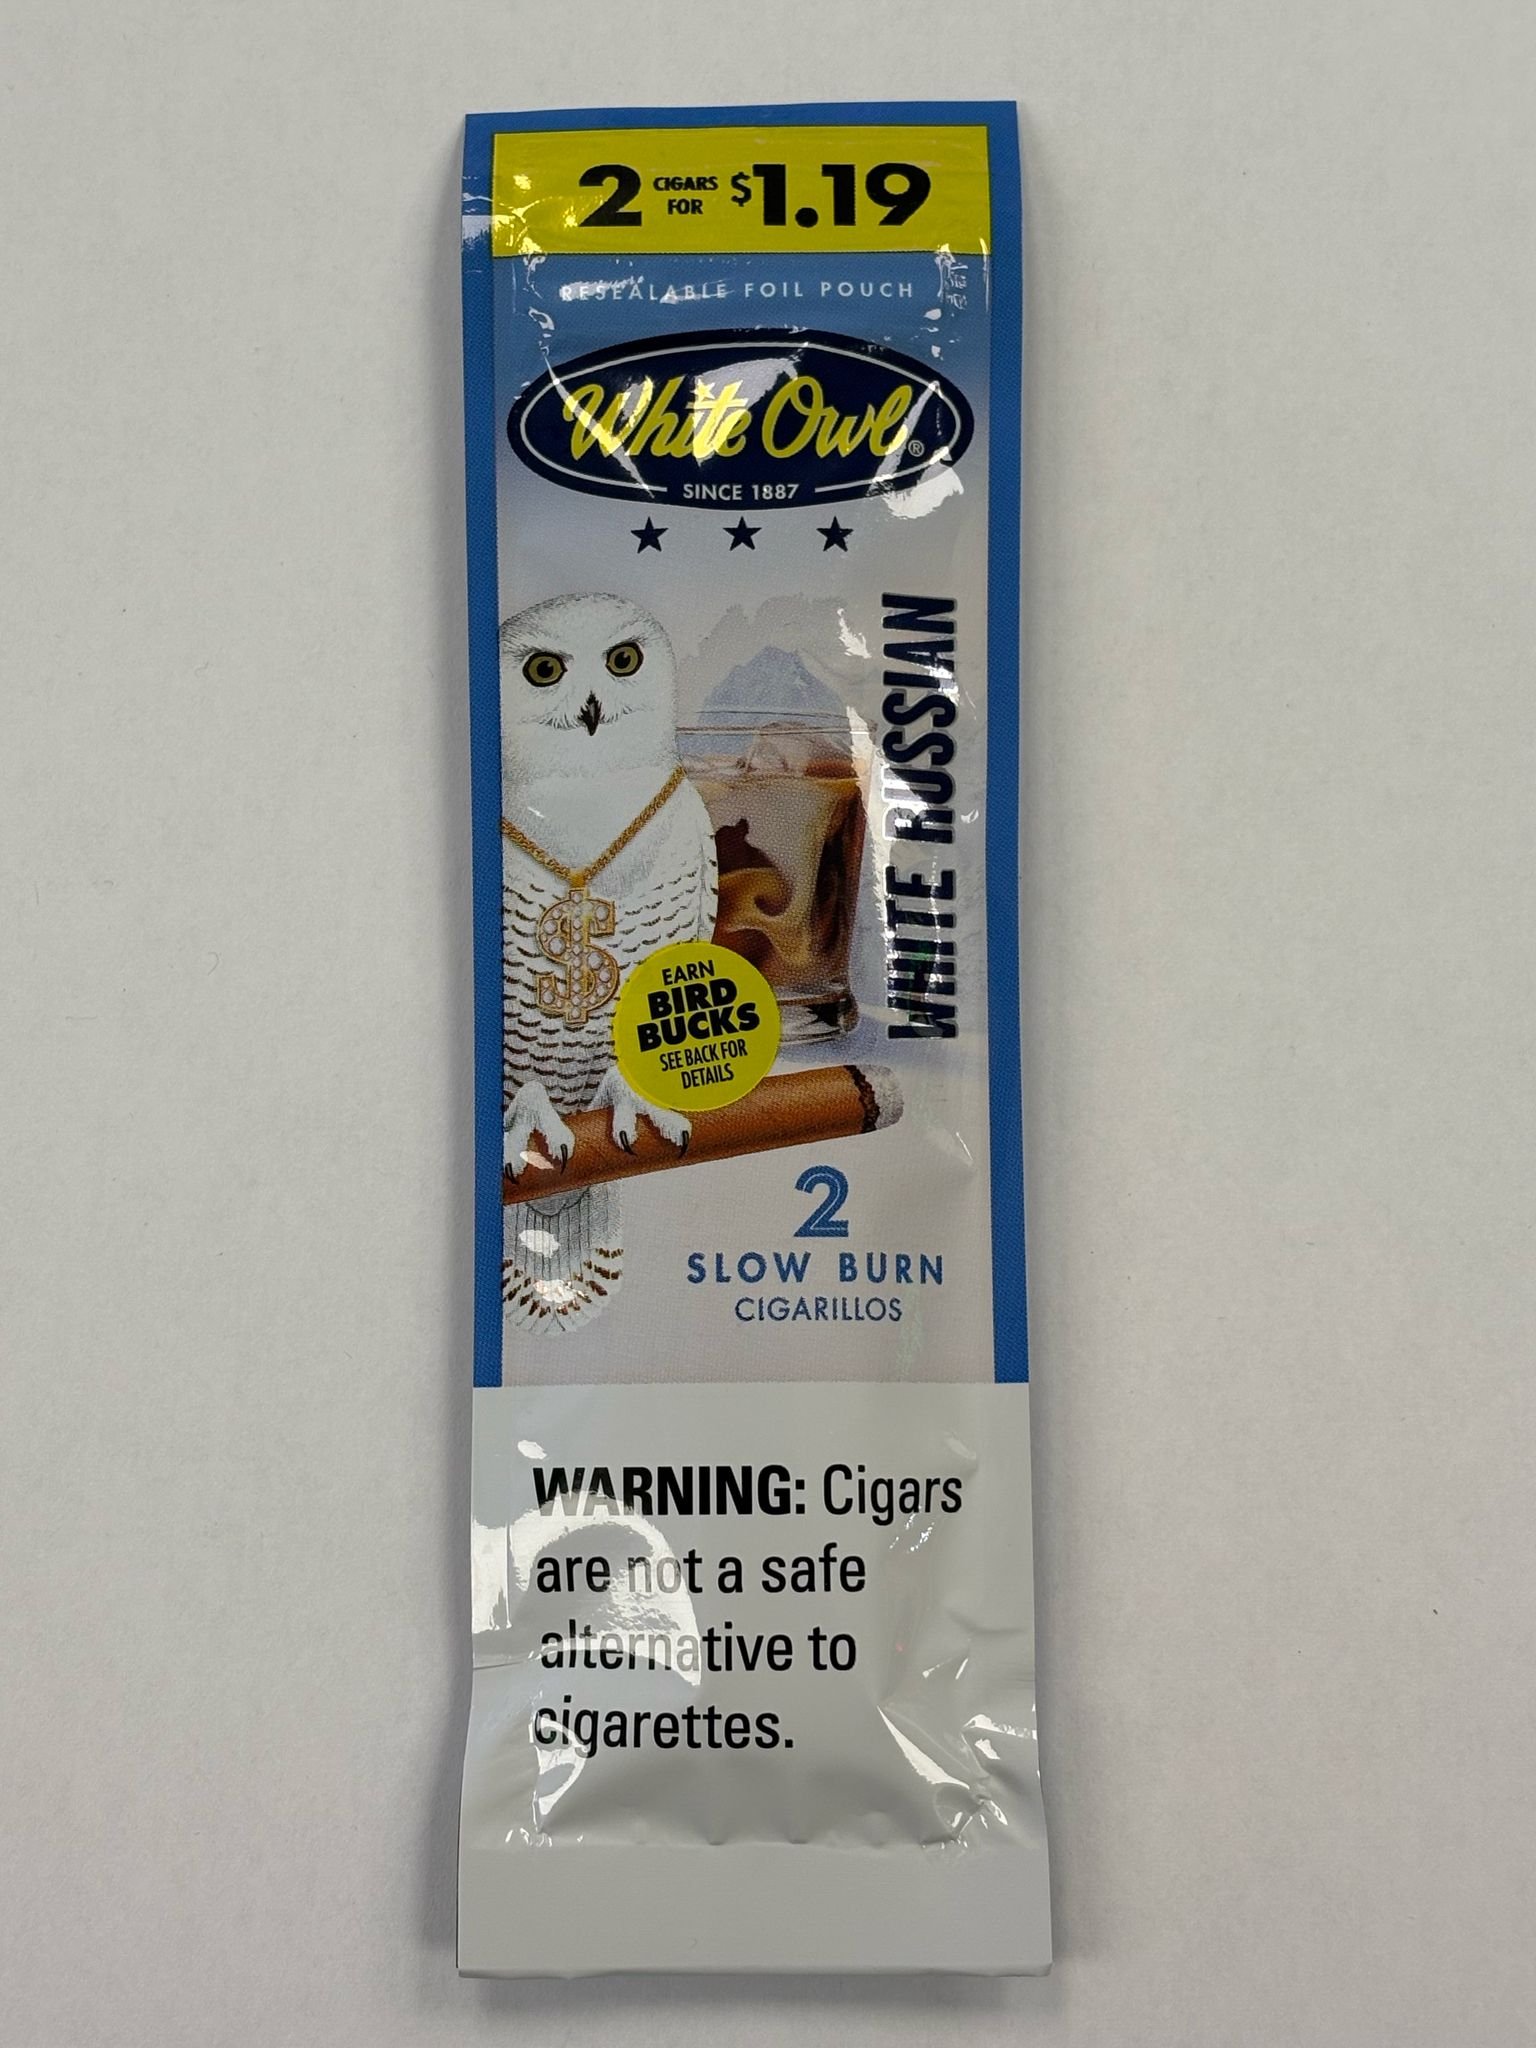 2 CIGARS FOR $1.19
RESEALABLE FOIL POUCH
White Owl®
SINCE 1887
WHITE RUSSIAN
EARN
BIRD
BUCKS
SEE BACK FOR
DETAILS
2
SLOW BURN
CIGARILLOS
WARNING: Cigars
are not a safe
alternative to
cigarettes.